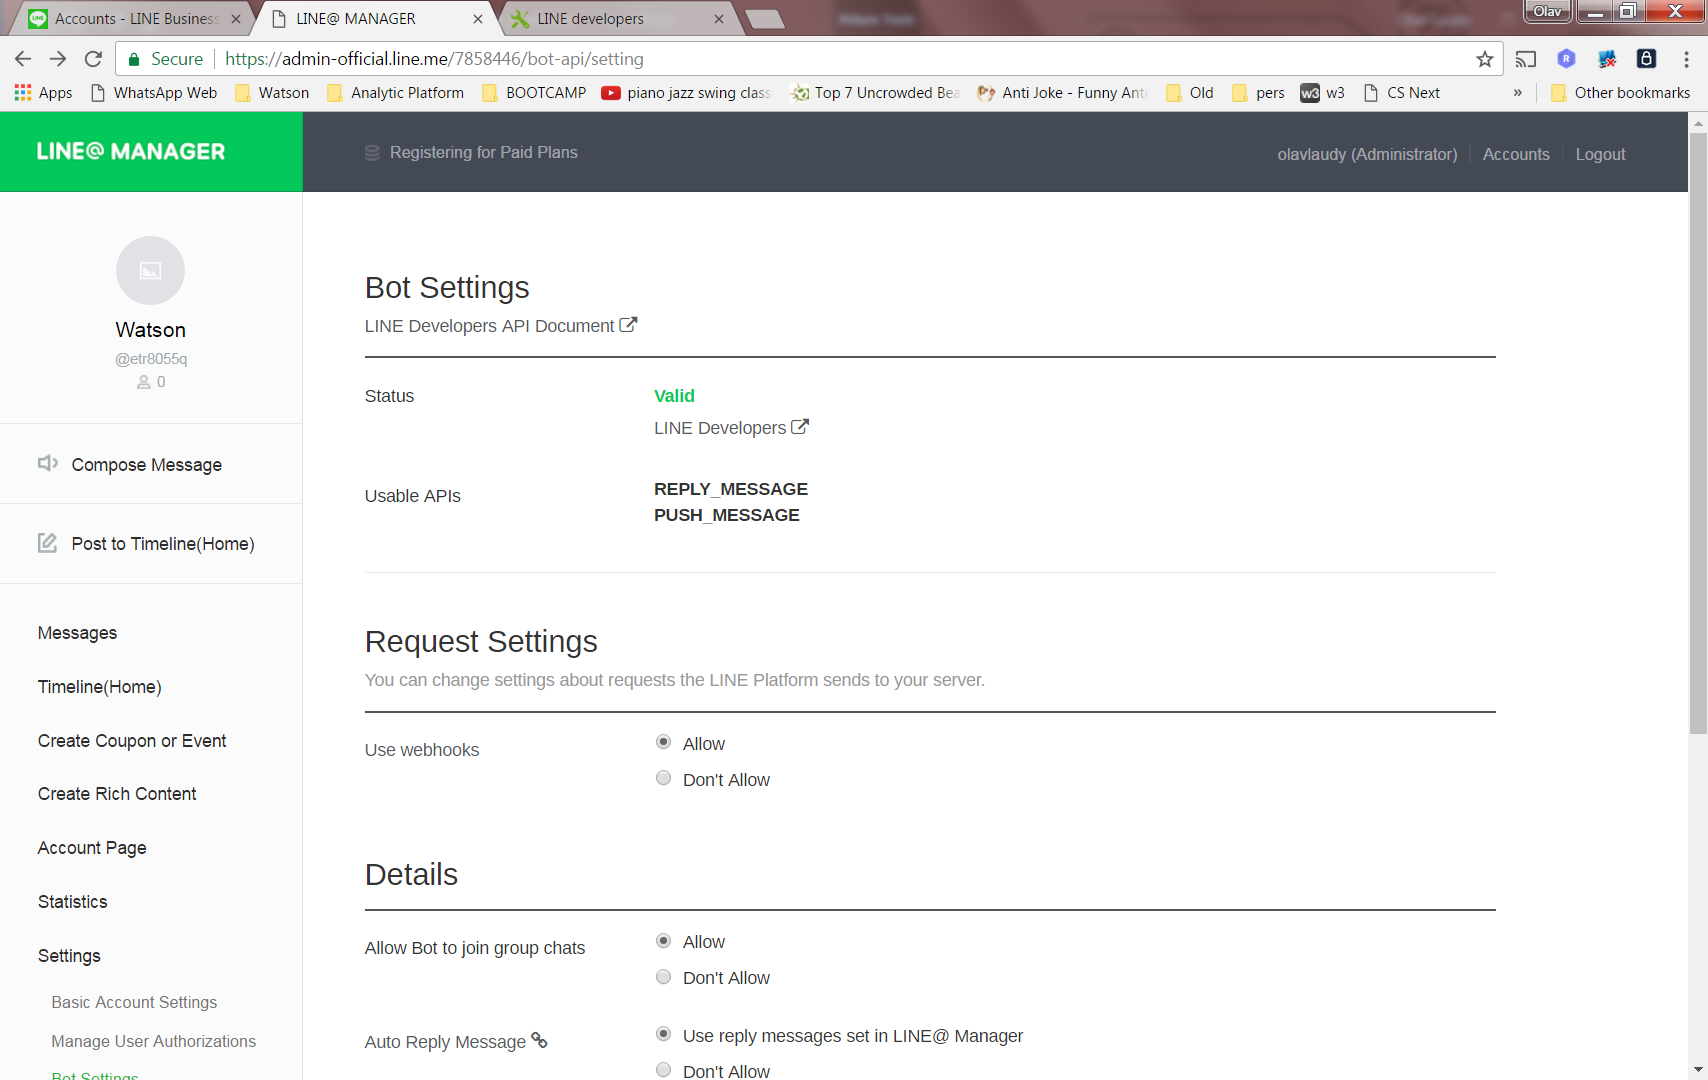 Accounts - LINE Business
LINE@ MANAGER
LINE developers
Olav
Secure
https://admin-official.line.me/7858446/bot-api/setting
Apps
WhatsApp Web
Watson
Analytic Platform
BOOTCAMP
piano jazz swing class
Top 7 Uncrowded Bea
Anti Joke - Funny Anti
Old
pers
w3 w3
CS Next
»
Other bookmarks
LINE@ MANAGER
Registering for Paid Plans
olavlaudy (Administrator)
Accounts
Logout
Watson
@etr8055q
0
Compose Message
Post to Timeline(Home)
Messages
Timeline(Home)
Create Coupon or Event
Create Rich Content
Account Page
Statistics
Settings
Basic Account Settings
Manage User Authorizations
Bot Settings
Bot Settings
LINE Developers API Document
Status
Valid
LINE Developers
Usable APIs
REPLY_MESSAGE
PUSH_MESSAGE
Request Settings
You can change settings about requests the LINE Platform sends to your server.
Use webhooks
Allow
Don't Allow
Details
Allow Bot to join group chats
Allow
Don't Allow
Auto Reply Message
Use reply messages set in LINE@ Manager
Don't Allow